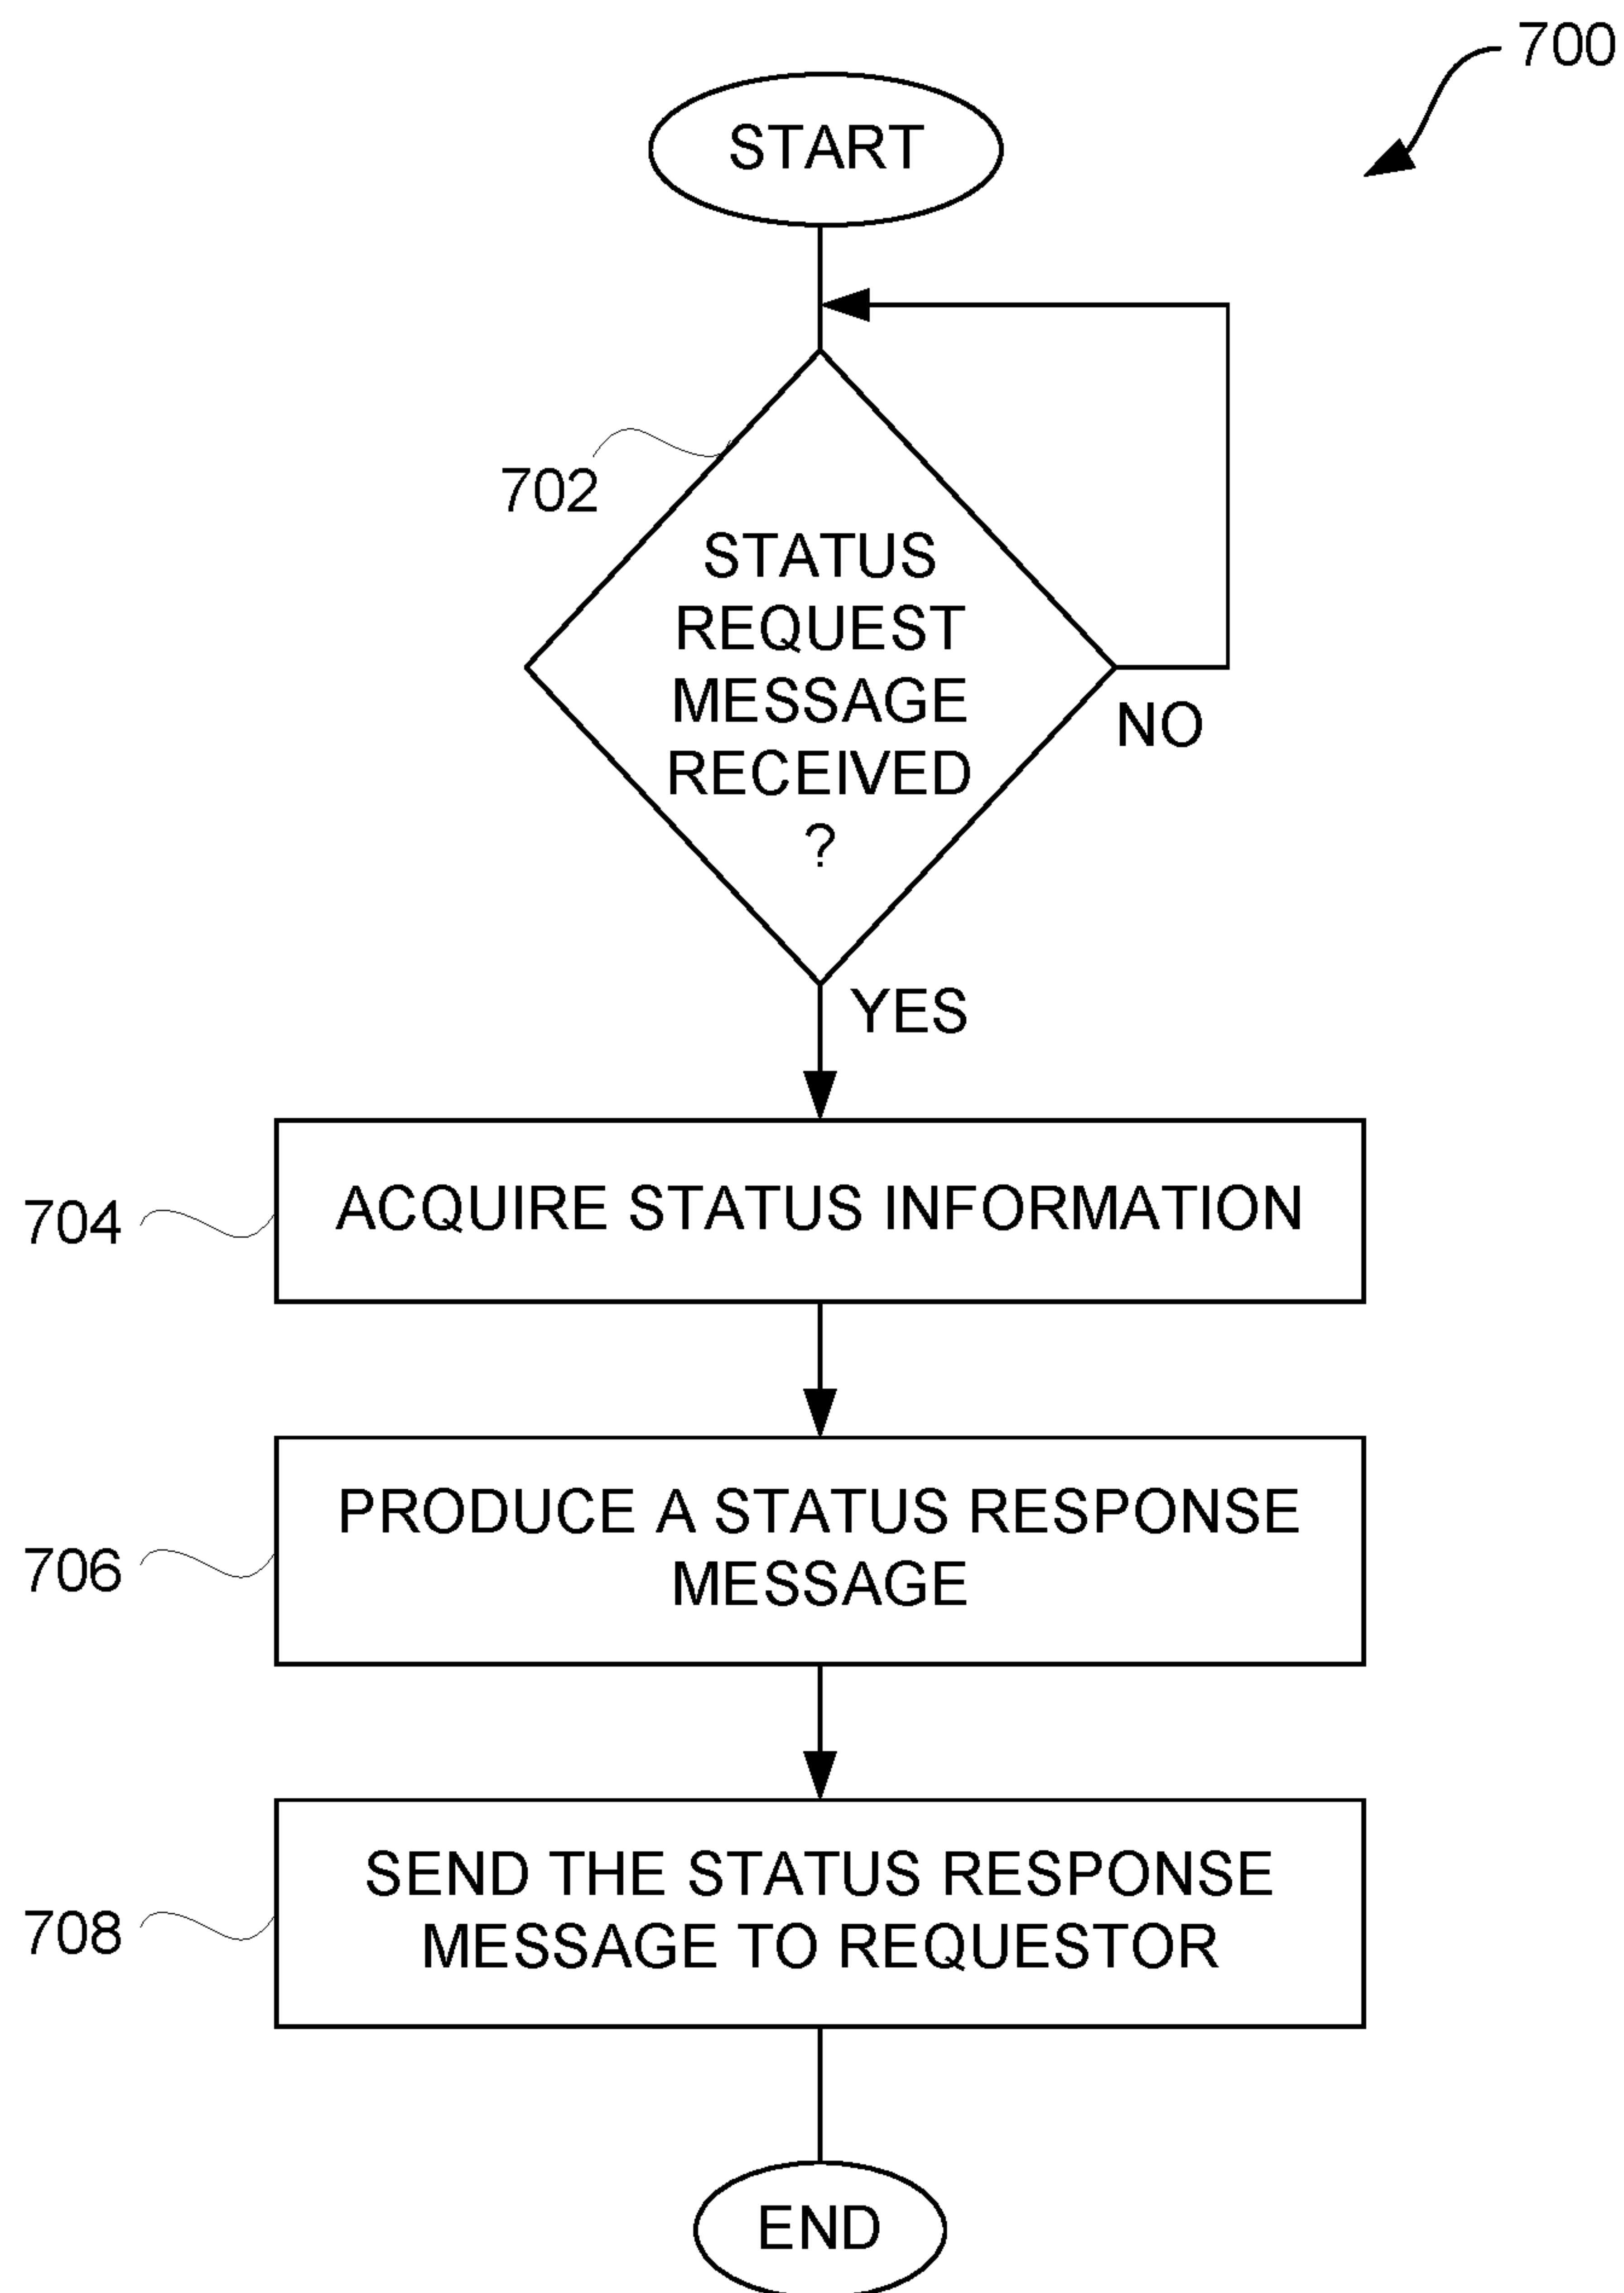 700
START
702
STATUS
REQUEST
MESSAGE
RECEIVED
?
NO
YES
704
ACQUIRE STATUS INFORMATION
706
PRODUCE A STATUS RESPONSE
MESSAGE
708
SEND THE STATUS RESPONSE
MESSAGE TO REQUESTOR
END